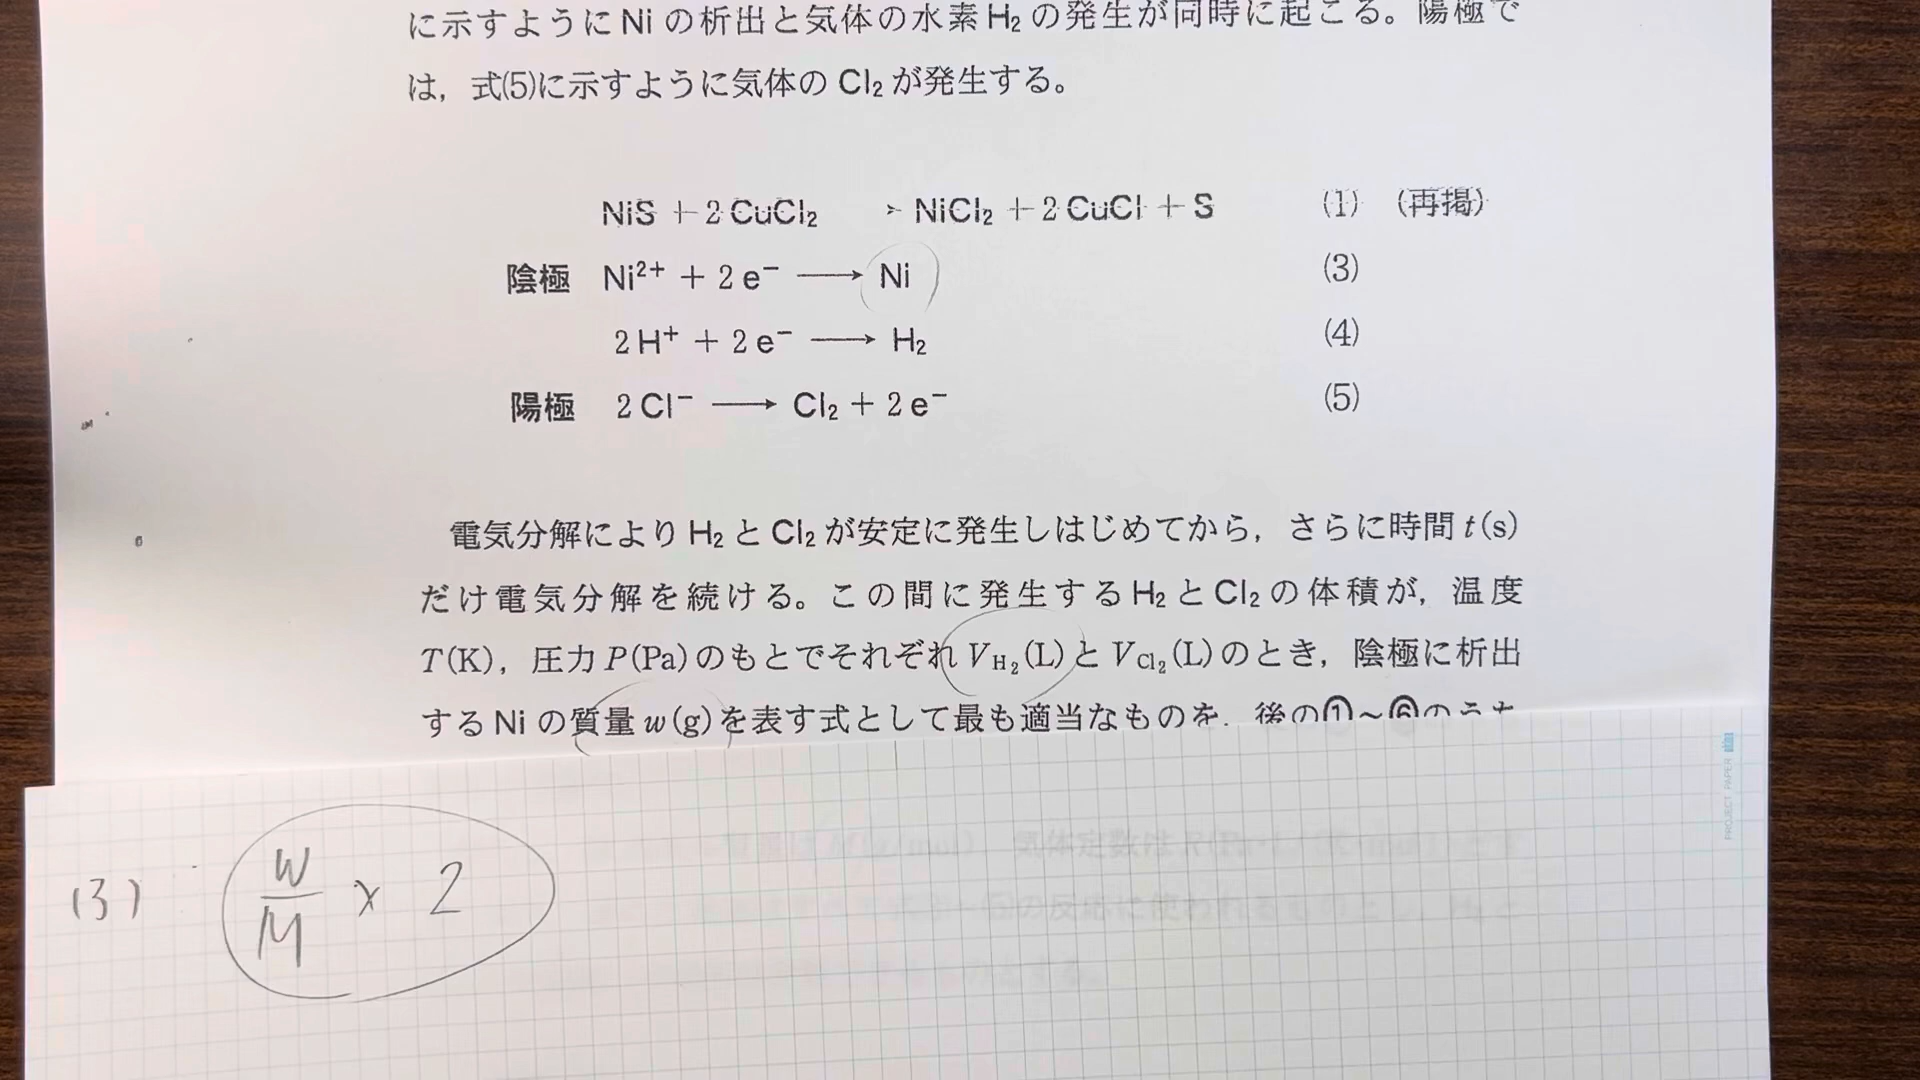 に示すようにNiの析出と気体の水素H₂の発生が同時に起こる。陽極で
は，式(5)に示すように気体のCl₂が発生する。
NiS + 2 CuCl₂ → NiCl₂ + 2 CuCl + S (1) (再掲)
陰極 Ni²⁺ + 2 e⁻ ⟶ Ni (3)
2 H⁺ + 2 e⁻ ⟶ H₂ (4)
陽極 2 Cl⁻ ⟶ Cl₂ + 2 e⁻ (5)
電気分解によりH₂とCl₂が安定に発生しはじめてから，さらに時間t(s)
だけ電気分解を続ける。この間に発生するH₂とCl₂の体積が，温度
T(K)，圧力P(Pa)のもとでそれぞれV_H₂(L)とV_Cl₂(L)のとき，陰極に析出
するNiの質量w(g)を表す式として最も適当なものを，後の①～⑥のうち
PROJECT PAPER
(3) w/M × 2